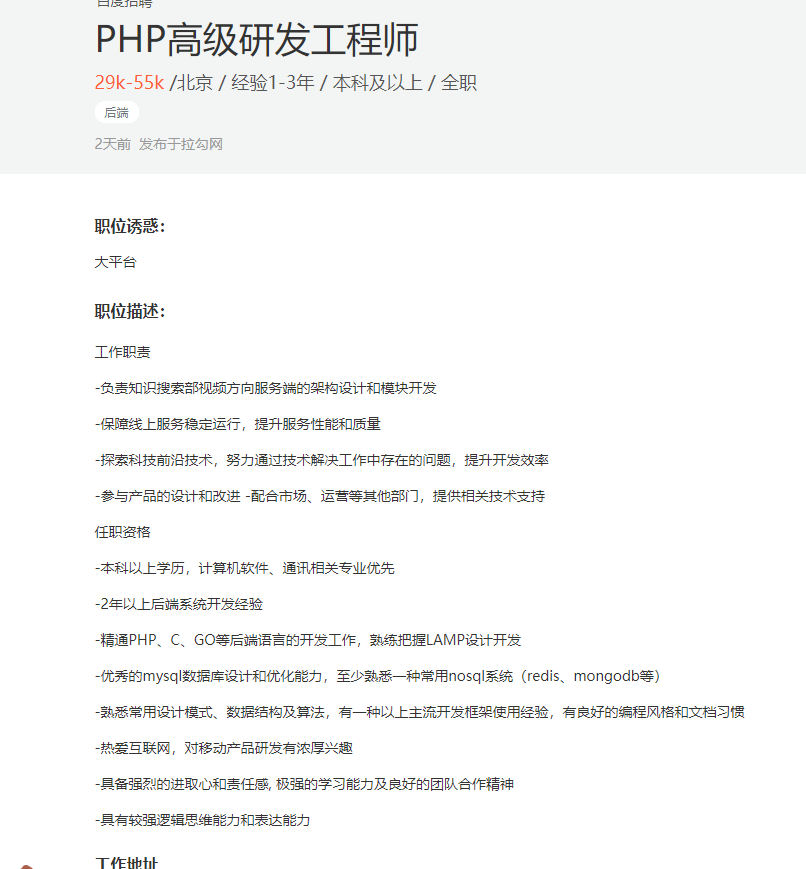 百度招聘
PHP高级研发工程师
29k-55k /北京 / 经验1-3年 / 本科及以上 / 全职
后端
2天前 发布于拉勾网
职位诱惑：
大平台
职位描述：
工作职责
-负责知识搜索部视频方向服务端的架构设计和模块开发
-保障线上服务稳定运行，提升服务性能和质量
-探索科技前沿技术，努力通过技术解决工作中存在的问题，提升开发效率
-参与产品的设计和改进 -配合市场、运营等其他部门，提供相关技术支持
任职资格
-本科以上学历，计算机软件、通讯相关专业优先
-2年以上后端系统开发经验
-精通PHP、C、GO等后端语言的开发工作，熟练把握LAMP设计开发
-优秀的mysql数据库设计和优化能力，至少熟悉一种常用nosql系统（redis、mongodb等）
-熟悉常用设计模式、数据结构及算法，有一种以上主流开发框架使用经验，有良好的编程风格和文档习惯
-热爱互联网，对移动产品研发有浓厚兴趣
-具备强烈的进取心和责任感, 极强的学习能力及良好的团队合作精神
-具有较强逻辑思维能力和表达能力
工作地址